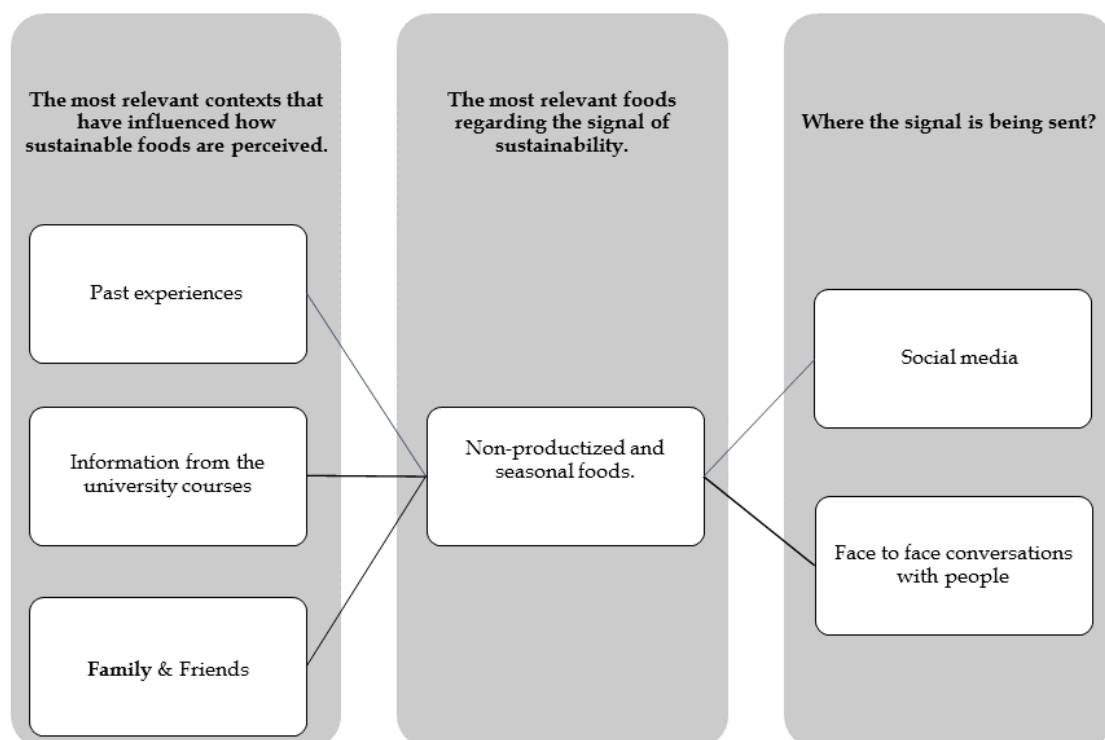 The most relevant contexts that
have influenced how
sustainable foods are perceived.
Past experiences
Information from the
university courses
Family & Friends
The most relevant foods
regarding the signal of
sustainability.
Non-productized and
seasonal foods.
Where the signal is being sent?
Social media
Face to face conversations
with people